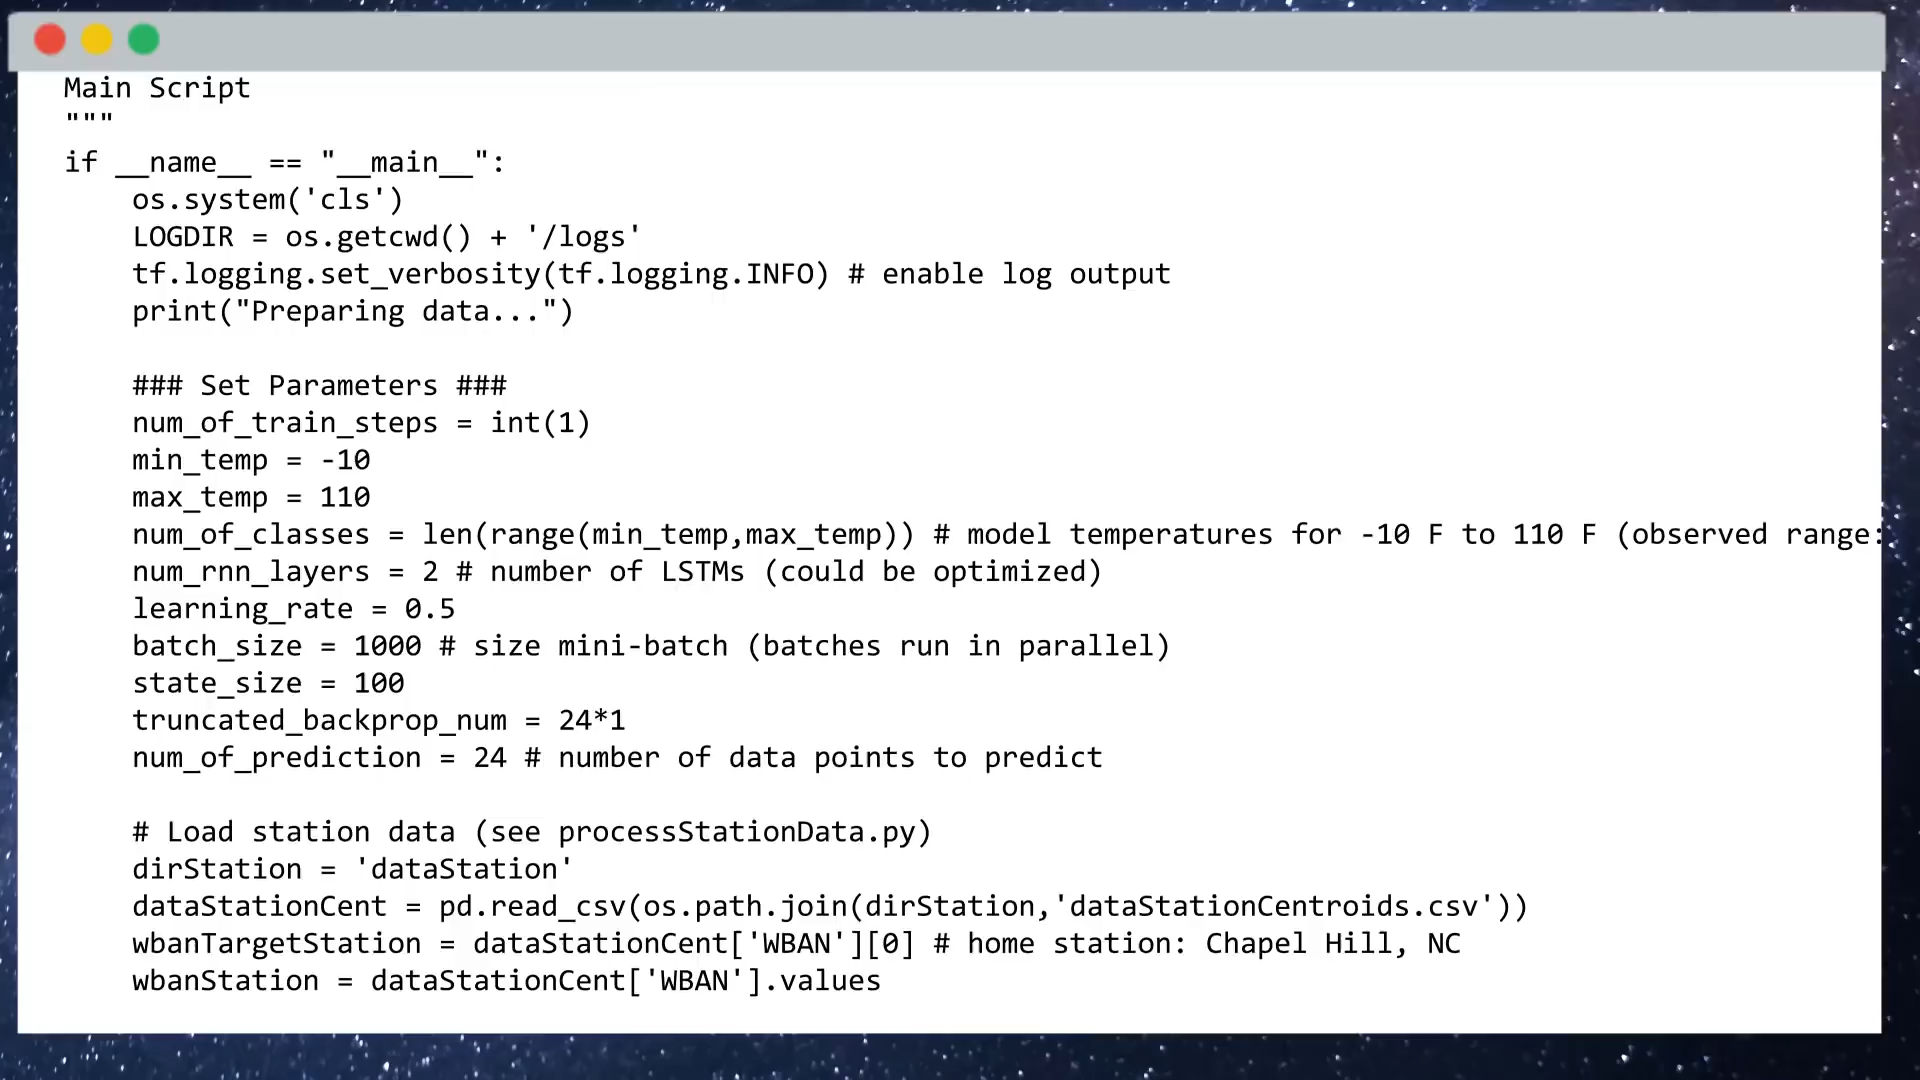 Main Script
"""
if __name__ == "__main__":
    os.system('cls')
    LOGDIR = os.getcwd() + '/logs'
    tf.logging.set_verbosity(tf.logging.INFO) # enable log output
    print("Preparing data...")

    ### Set Parameters ###
    num_of_train_steps = int(1)
    min_temp = -10
    max_temp = 110
    num_of_classes = len(range(min_temp,max_temp)) # model temperatures for -10 F to 110 F (observed range:
    num_rnn_layers = 2 # number of LSTMs (could be optimized)
    learning_rate = 0.5
    batch_size = 1000 # size mini-batch (batches run in parallel)
    state_size = 100
    truncated_backprop_num = 24*1
    num_of_prediction = 24 # number of data points to predict

    # Load station data (see processStationData.py)
    dirStation = 'dataStation'
    dataStationCent = pd.read_csv(os.path.join(dirStation,'dataStationCentroids.csv'))
    wbanTargetStation = dataStationCent['WBAN'][0] # home station: Chapel Hill, NC
    wbanStation = dataStationCent['WBAN'].values